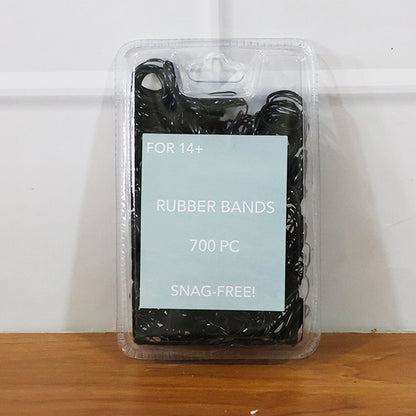 FOR 14+
RUBBER BANDS
700 PC
SNAG-FREE!